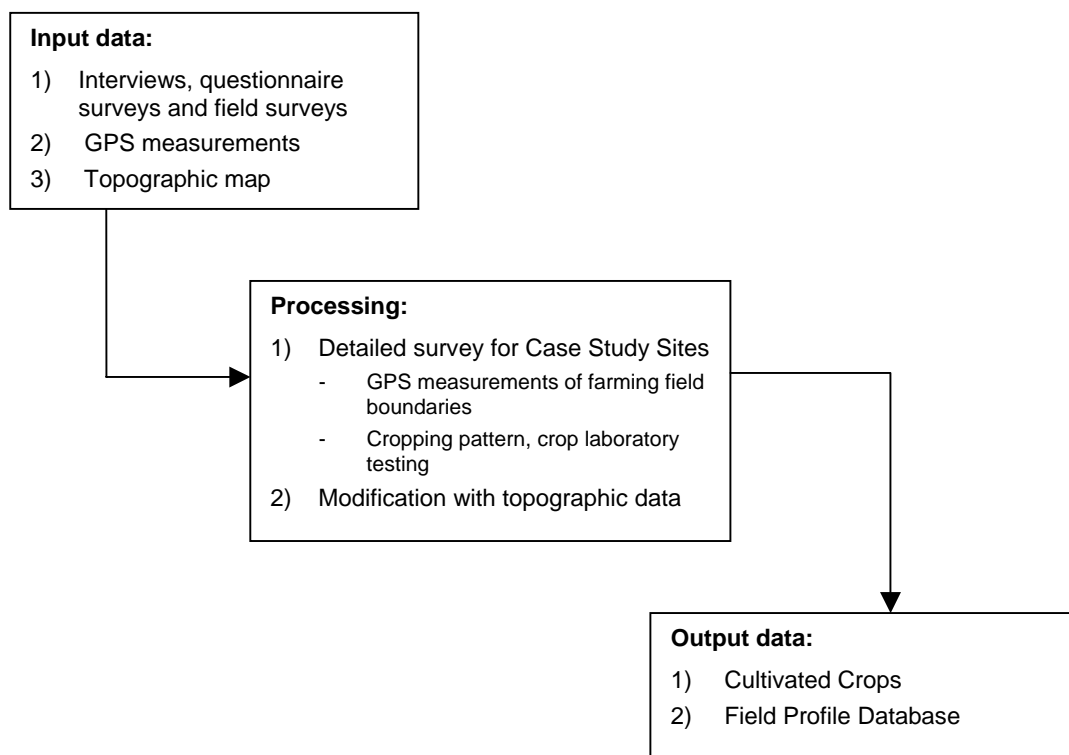 Input data:
1) Interviews, questionnaire
surveys and field surveys
2) GPS measurements
3) Topographic map
Processing:
1) Detailed survey for Case Study Sites
- GPS measurements of farming field
boundaries
- Cropping pattern, crop laboratory
testing
2) Modification with topographic data
Output data:
1) Cultivated Crops
2) Field Profile Database